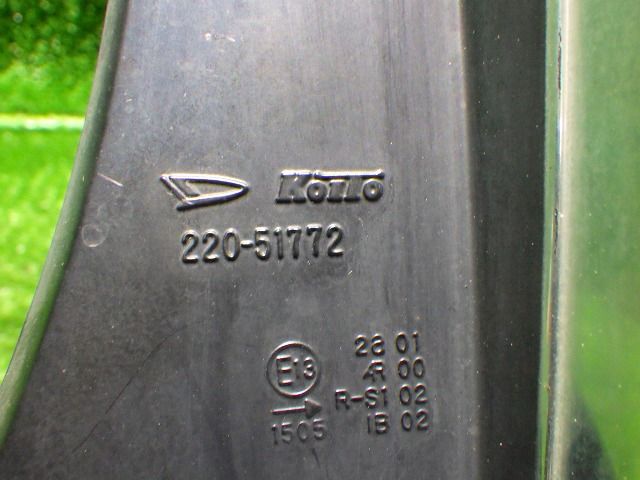 KOITO
220-51772
E13
1505
2a 01
AR 00
R-S1 02
IB 02